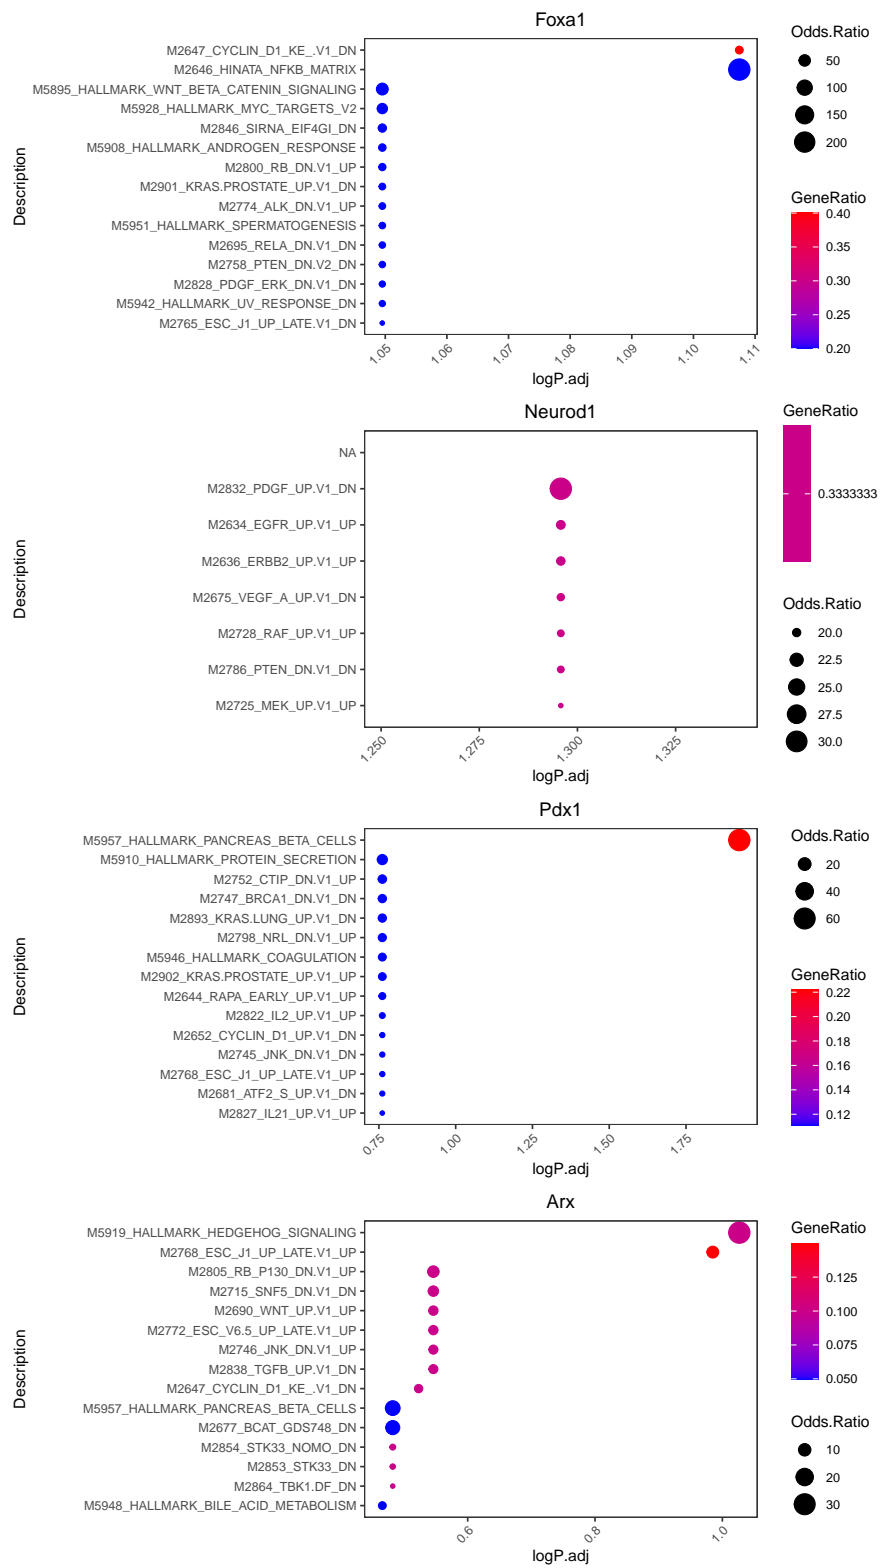 Foxa1
Description
M2647_CYCLIN_D1_KE_.V1_DN
M2646_HINATA_NFKB_MATRIX
M5895_HALLMARK_WNT_BETA_CATENIN_SIGNALING
M5928_HALLMARK_MYC_TARGETS_V2
M2846_SIRNA_EIF4GI_DN
M5908_HALLMARK_ANDROGEN_RESPONSE
M2800_RB_DN.V1_UP
M2901_KRAS.PROSTATE_UP.V1_DN
M2774_ALK_DN.V1_UP
M5951_HALLMARK_SPERMATOGENESIS
M2695_RELA_DN.V1_DN
M2758_PTEN_DN.V2_DN
M2828_PDGF_ERK_DN.V1_DN
M5942_HALLMARK_UV_RESPONSE_DN
M2765_ESC_J1_UP_LATE.V1_DN
1.05
1.06
1.07
1.08
1.09
1.10
1.11
logP.adj
Odds.Ratio
50
100
150
200
GeneRatio
0.40
0.35
0.30
0.25
0.20
Neurod1
Description
NA
M2832_PDGF_UP.V1_DN
M2634_EGFR_UP.V1_UP
M2636_ERBB2_UP.V1_UP
M2675_VEGF_A_UP.V1_DN
M2728_RAF_UP.V1_UP
M2786_PTEN_DN.V1_DN
M2725_MEK_UP.V1_UP
1.250
1.275
1.300
1.325
logP.adj
GeneRatio
0.3333333
Odds.Ratio
20.0
22.5
25.0
27.5
30.0
Pdx1
Description
M5957_HALLMARK_PANCREAS_BETA_CELLS
M5910_HALLMARK_PROTEIN_SECRETION
M2752_CTIP_DN.V1_UP
M2747_BRCA1_DN.V1_DN
M2893_KRAS.LUNG_UP.V1_DN
M2798_NRL_DN.V1_UP
M5946_HALLMARK_COAGULATION
M2902_KRAS.PROSTATE_UP.V1_UP
M2644_RAPA_EARLY_UP.V1_UP
M2822_IL2_UP.V1_UP
M2652_CYCLIN_D1_UP.V1_DN
M2745_JNK_DN.V1_DN
M2768_ESC_J1_UP_LATE.V1_UP
M2681_ATF2_S_UP.V1_DN
M2827_IL21_UP.V1_UP
0.75
1.00
1.25
1.50
1.75
logP.adj
Odds.Ratio
20
40
60
GeneRatio
0.22
0.20
0.18
0.16
0.14
0.12
Arx
Description
M5919_HALLMARK_HEDGEHOG_SIGNALING
M2768_ESC_J1_UP_LATE.V1_UP
M2805_RB_P130_DN.V1_UP
M2715_SNF5_DN.V1_DN
M2690_WNT_UP.V1_UP
M2772_ESC_V6.5_UP_LATE.V1_UP
M2746_JNK_DN.V1_UP
M2838_TGFB_UP.V1_DN
M2647_CYCLIN_D1_KE_.V1_DN
M5957_HALLMARK_PANCREAS_BETA_CELLS
M2677_BCAT_GDS748_DN
M2854_STK33_NOMO_DN
M2853_STK33_DN
M2864_TBK1.DF_DN
M5948_HALLMARK_BILE_ACID_METABOLISM
0.6
0.8
1.0
logP.adj
GeneRatio
0.125
0.100
0.075
0.050
Odds.Ratio
10
20
30